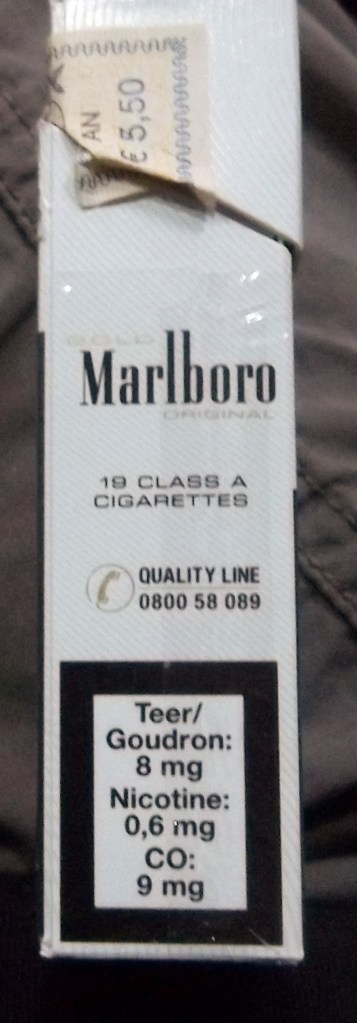 AN
€ 5,50
GOLD
Marlboro
ORIGINAL
19 CLASS A
CIGARETTES
QUALITY LINE
0800 58 089
Teer/
Goudron:
8 mg
Nicotine:
0,6 mg
CO:
9 mg